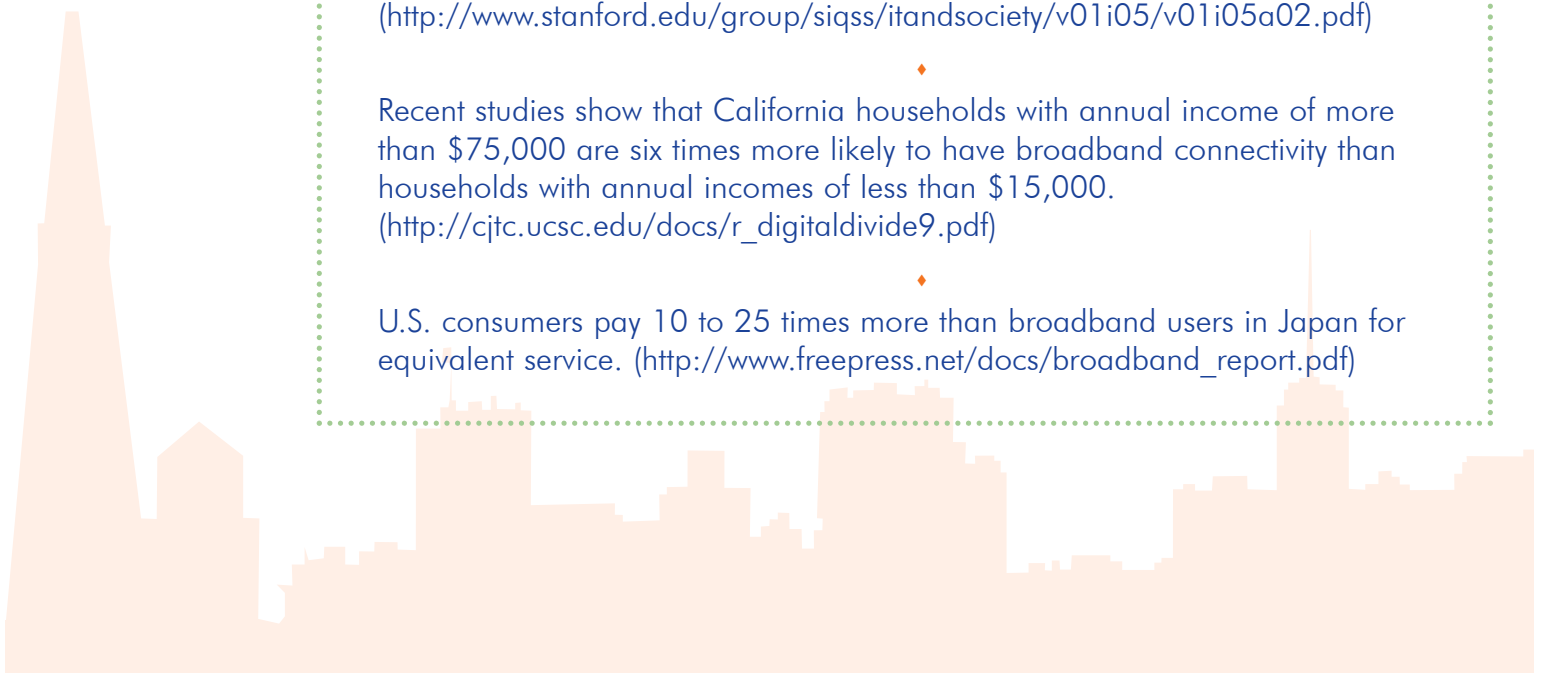 (http://www.stanford.edu/group/siqss/itandsociety/v01i05/v01i05a02.pdf)
Recent studies show that California households with annual income of more
than $75,000 are six times more likely to have broadband connectivity than
households with annual incomes of less than $15,000.
(http://cjtc.ucsc.edu/docs/r_digitaldivide9.pdf)
U.S. consumers pay 10 to 25 times more than broadband users in Japan for
equivalent service. (http://www.freepress.net/docs/broadband_report.pdf)